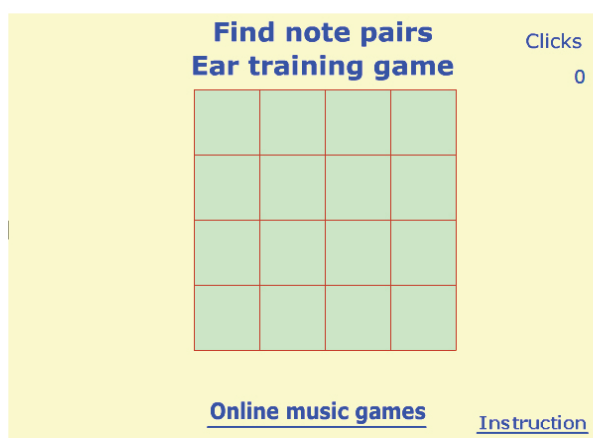 Find note pairs
Ear training game
Clicks
0
Online music games
Instruction